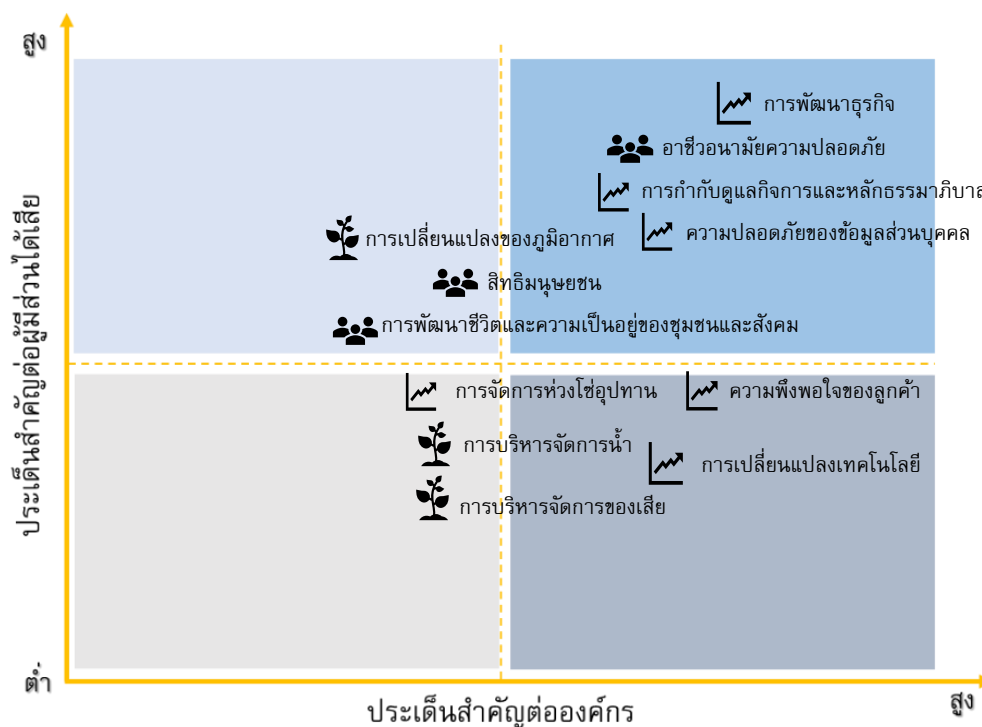 สูง
การพัฒนาธุรกิจ
อาชีวอนามัยความปลอดภัย
การกำกับดูแลกิจการและหลักธรรมาภิบาล
ความปลอดภัยของข้อมูลส่วนบุคคล
การเปลี่ยนแปลงของภูมิอากาศ
สิทธิมนุษยชน
การพัฒนาชีวิตและความเป็นอยู่ของชุมชนและสังคม
ประเด็นสำคัญต่อผู้มีส่วนได้เสีย
การจัดการห่วงโซ่อุปทาน
ความพึงพอใจของลูกค้า
การบริหารจัดการน้ำ
การเปลี่ยนแปลงเทคโนโลยี
การบริหารจัดการของเสีย
ต่ำ
ประเด็นสำคัญต่อองค์กร
สูง